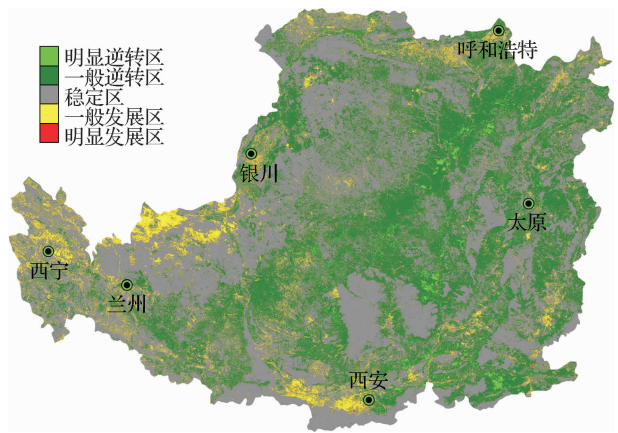 明显逆转区
一般逆转区
稳定区
一般发展区
明显发展区
呼和浩特
银川
太原
西宁
兰州
西安